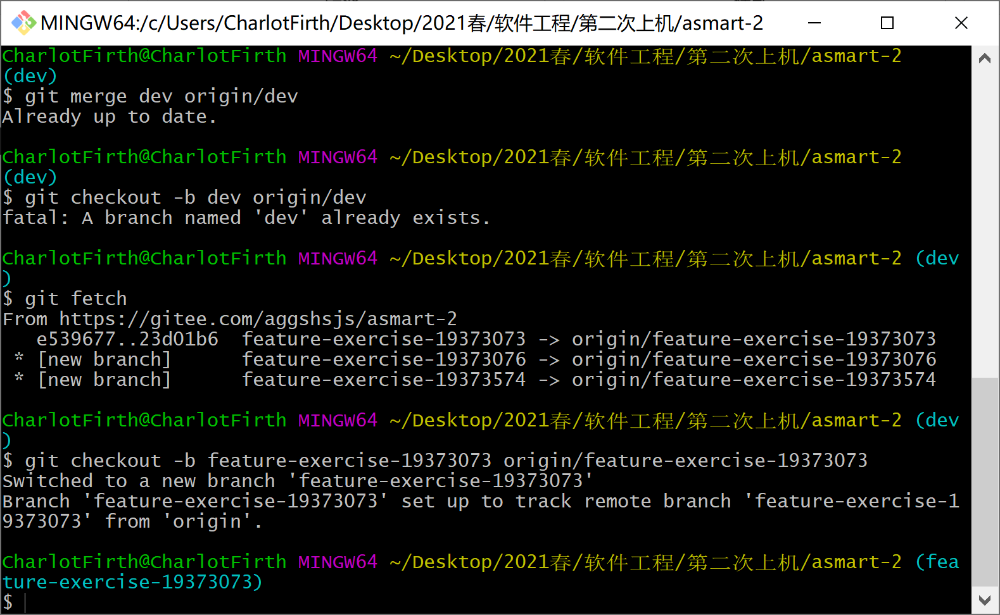 MINGW64:/c/Users/CharlotFirth/Desktop/2021春/软件工程/第二次上机/asmart-2
CharlotFirth@CharlotFirth MINGW64 ~/Desktop/2021春/软件工程/第二次上机/asmart-2
(dev)
$ git merge dev origin/dev
Already up to date.
CharlotFirth@CharlotFirth MINGW64 ~/Desktop/2021春/软件工程/第二次上机/asmart-2
(dev)
$ git checkout -b dev origin/dev
fatal: A branch named 'dev' already exists.
CharlotFirth@CharlotFirth MINGW64 ~/Desktop/2021春/软件工程/第二次上机/asmart-2 (dev
)
$ git fetch
From https://gitee.com/aggshsjs/asmart-2
   e539677..23d01b6  feature-exercise-19373073 -> origin/feature-exercise-19373073
 * [new branch]      feature-exercise-19373076 -> origin/feature-exercise-19373076
 * [new branch]      feature-exercise-19373574 -> origin/feature-exercise-19373574
CharlotFirth@CharlotFirth MINGW64 ~/Desktop/2021春/软件工程/第二次上机/asmart-2 (dev
)
$ git checkout -b feature-exercise-19373073 origin/feature-exercise-19373073
Switched to a new branch 'feature-exercise-19373073'
Branch 'feature-exercise-19373073' set up to track remote branch 'feature-exercise-1
9373073' from 'origin'.
CharlotFirth@CharlotFirth MINGW64 ~/Desktop/2021春/软件工程/第二次上机/asmart-2 (fea
ture-exercise-19373073)
$